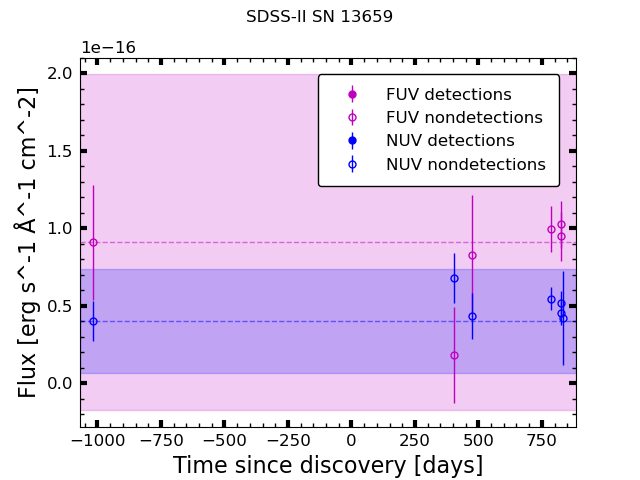 SDSS-II SN 13659
1e−16
FUV detections
FUV nondetections
NUV detections
NUV nondetections
2.0
1.5
1.0
0.5
0.0
Flux [erg s^-1 Å^-1 cm^-2]
−1000 −750 −500 −250 0 250 500 750
Time since discovery [days]